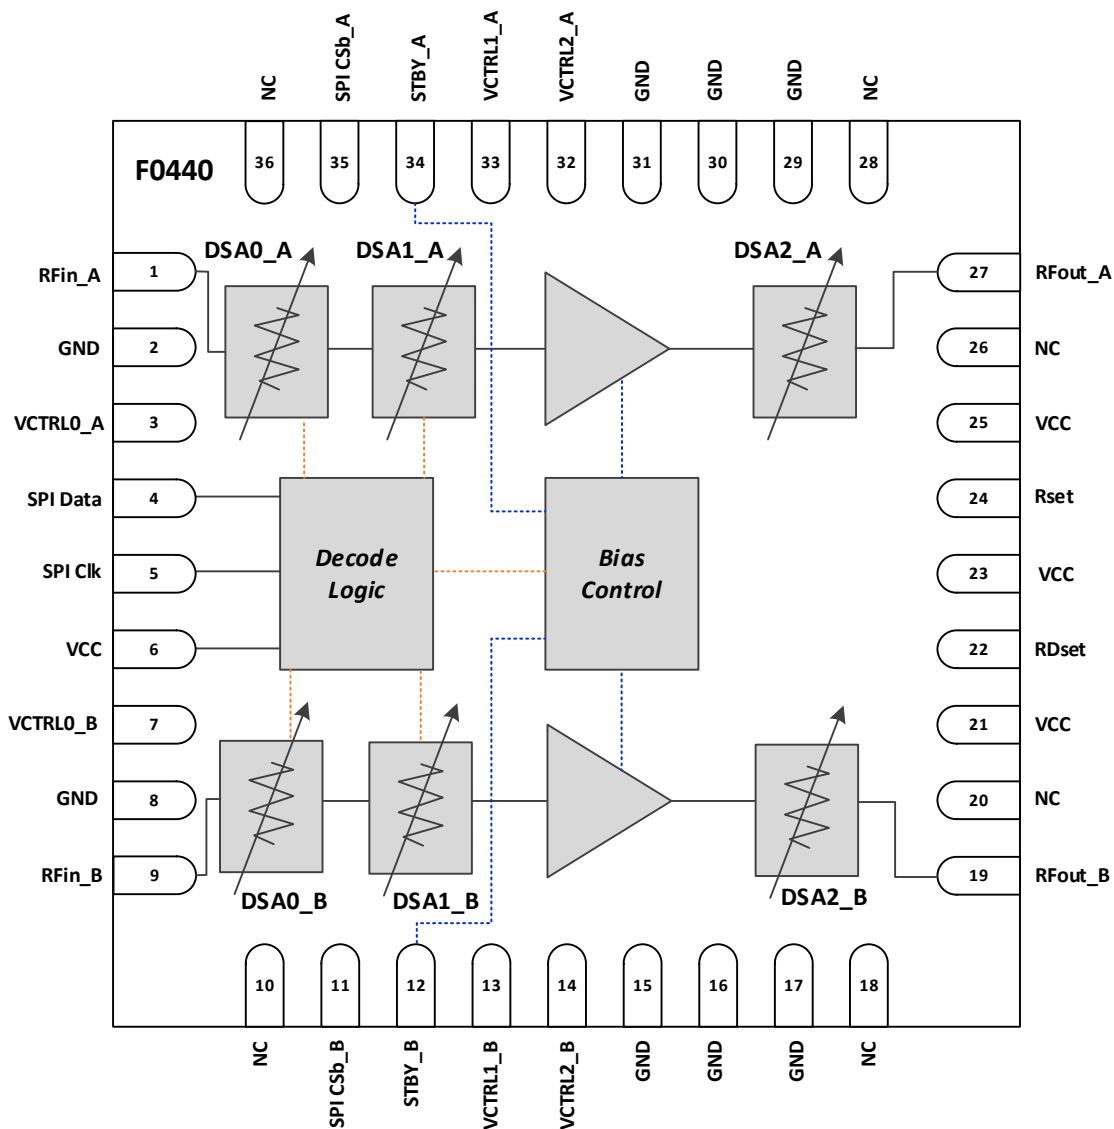 NC
SPI CSb_A
STBY_A
VCTRL1_A
VCTRL2_A
GND
GND
GND
NC
F0440
36
35
34
33
32
31
30
29
28
DSA0_A
DSA1_A
DSA2_A
RFin_A
1
27
RFout_A
GND
2
26
NC
VCTRL0_A
3
25
VCC
SPI Data
4
24
Rset
Decode
Logic
Bias
Control
SPI Clk
5
23
VCC
VCC
6
22
RDset
VCTRL0_B
7
21
VCC
GND
8
20
NC
RFin_B
9
19
RFout_B
DSA0_B
DSA1_B
DSA2_B
10
11
12
13
14
15
16
17
18
NC
SPI CSb_B
STBY_B
VCTRL1_B
VCTRL2_B
GND
GND
GND
NC